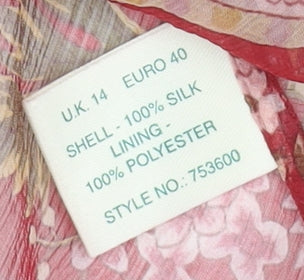 U.K. 14 EURO 40
SHELL - 100% SILK
LINING -
100% POLYESTER
STYLE NO.: 753600